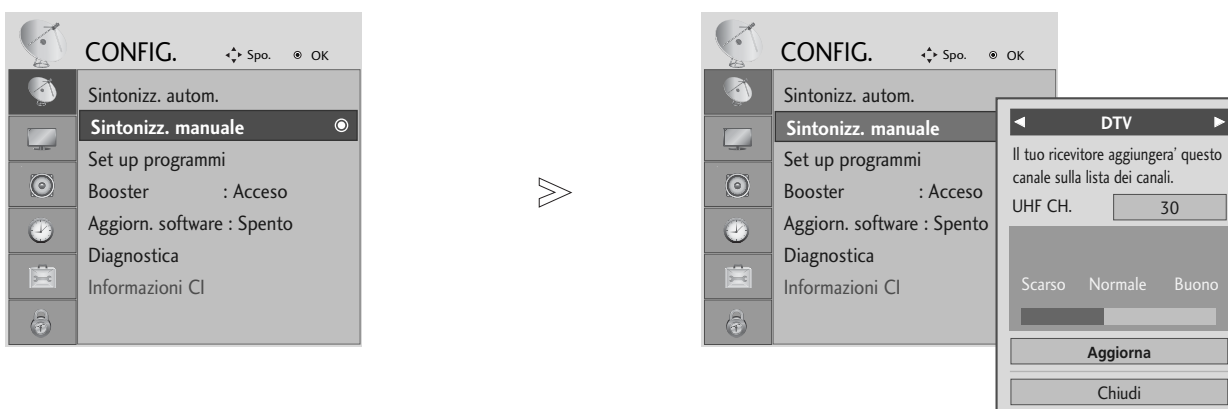 CONFIG. Spo. OK
Sintonizz. autom.
Sintonizz. manuale
Set up programmi
Booster : Acceso
Aggiorn. software : Spento
Diagnostica
Informazioni CI
CONFIG. Spo. OK
Sintonizz. autom.
Sintonizz. manuale
Set up programmi
Booster : Acceso
Aggiorn. software : Spento
Diagnostica
Informazioni CI
DTV
Il tuo ricevitore aggiungera' questo
canale sulla lista dei canali.
UHF CH. 30
Scarso Normale Buono
Aggiorna
Chiudi